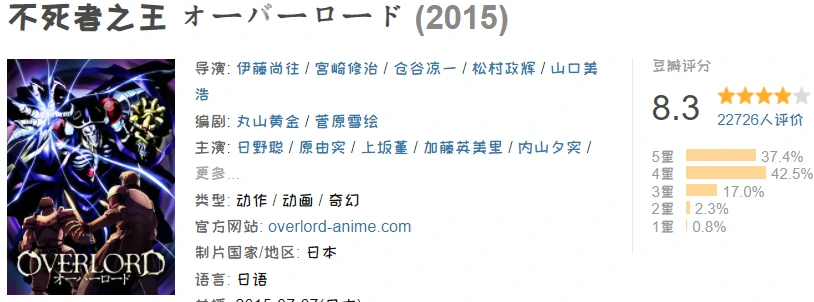 不死者之王 オーバーロード (2015)
OVERLORD
オーバーロード
导演: 伊藤尚往 / 宫崎修治 / 仓谷凉一 / 松村政辉 / 山口美
浩
编剧: 丸山黄金 / 菅原雪绘
主演: 日野聪 / 原由实 / 上坂堇 / 加藤英美里 / 内山夕实 /
更多...
类型: 动作 / 动画 / 奇幻
官方网站: overlord-anime.com
制片国家/地区: 日本
语言: 日语
豆瓣评分
8.3
22726人评价
5星 37.4%
4星 42.5%
3星 17.0%
2星 2.3%
1星 0.8%